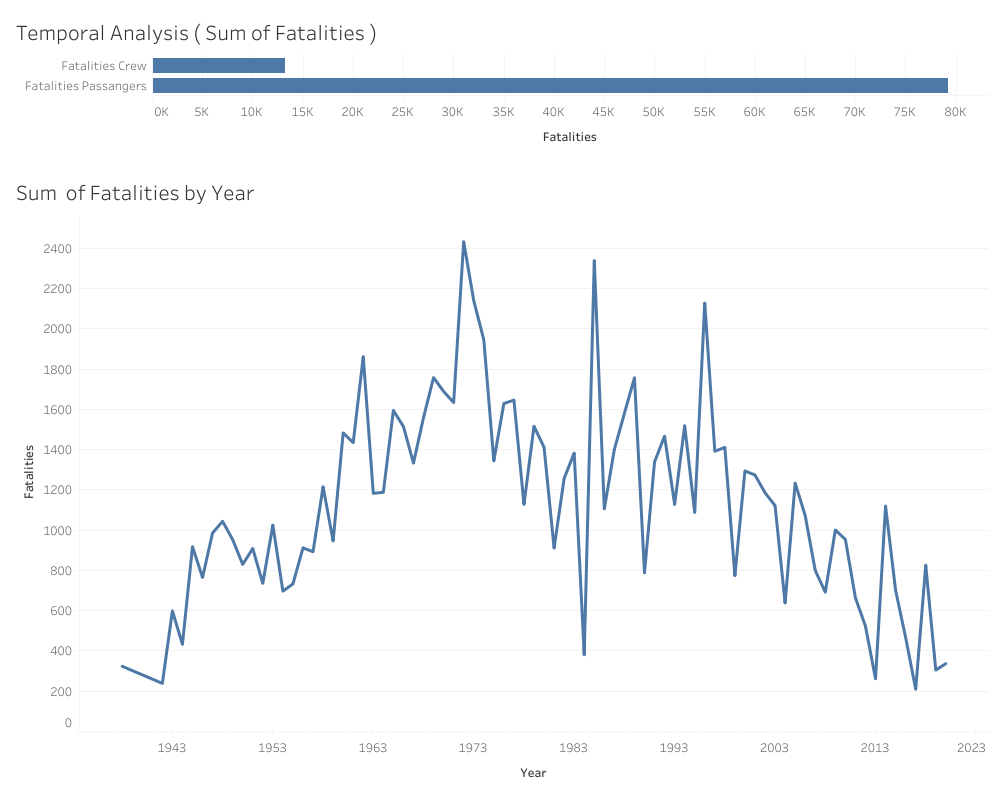 Temporal Analysis ( Sum of Fatalities )
Fatalities Crew
Fatalities Passangers
0K 5K 10K 15K 20K 25K 30K 35K 40K 45K 50K 55K 60K 65K 70K 75K 80K
Fatalities
Sum of Fatalities by Year
2400
2200
2000
1800
1600
1400
1200
1000
800
600
400
200
0
Fatalities
1943 1953 1963 1973 1983 1993 2003 2013 2023
Year